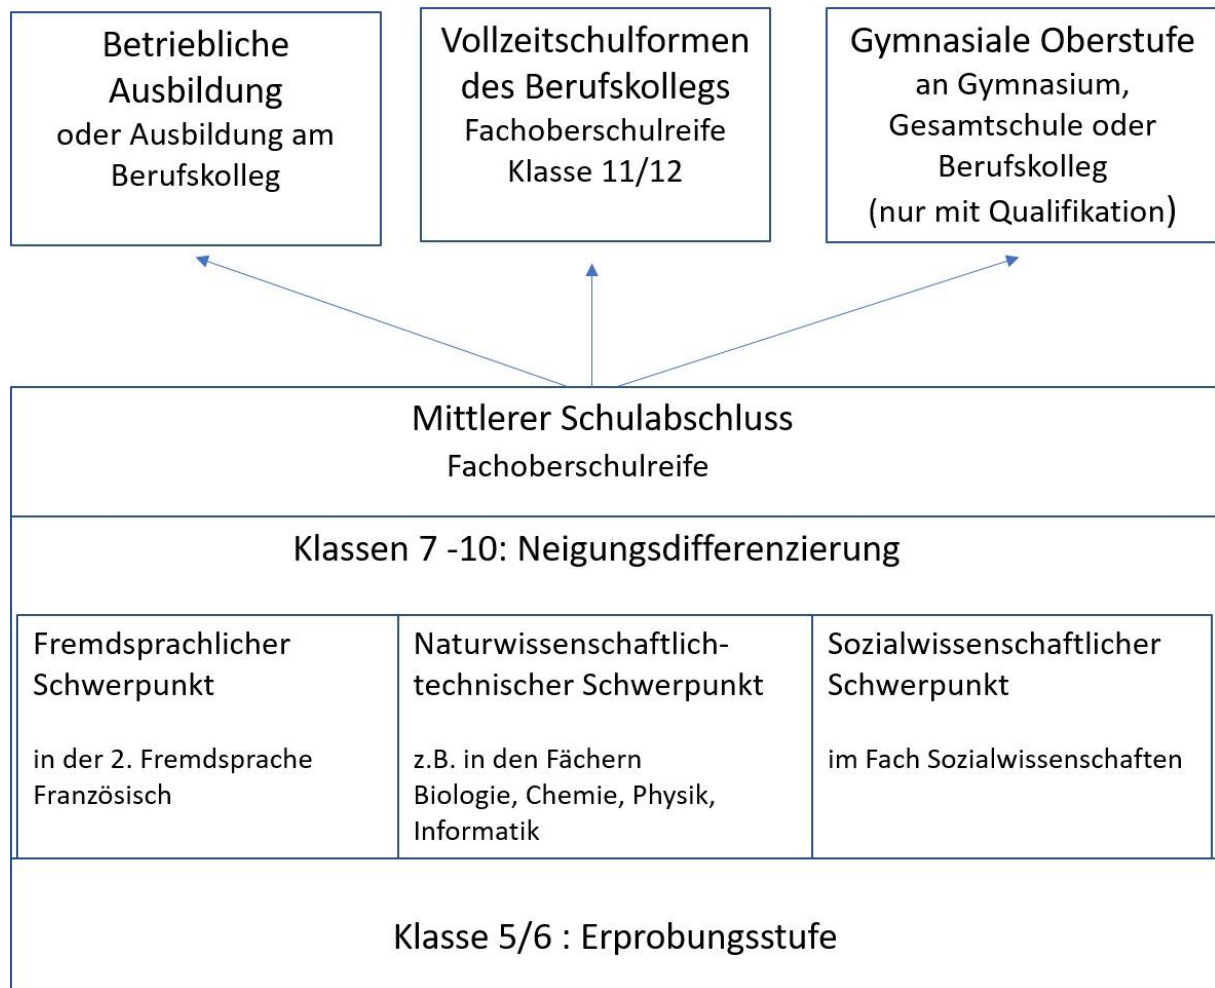 Betriebliche
Ausbildung
oder Ausbildung am
Berufskolleg
Vollzeitschulformen
des Berufskollegs
Fachoberschulreife
Klasse 11/12
Gymnasiale Oberstufe
an Gymnasium,
Gesamtschule oder
Berufskolleg
(nur mit Qualifikation)
Mittlerer Schulabschluss
Fachoberschulreife
Klassen 7 -10: Neigungsdifferenzierung
Fremdsprachlicher
Schwerpunkt
in der 2. Fremdsprache
Französisch
Naturwissenschaftlich-
technischer Schwerpunkt
z.B. in den Fächern
Biologie, Chemie, Physik,
Informatik
Sozialwissenschaftlicher
Schwerpunkt
im Fach Sozialwissenschaften
Klasse 5/6 : Erprobungsstufe